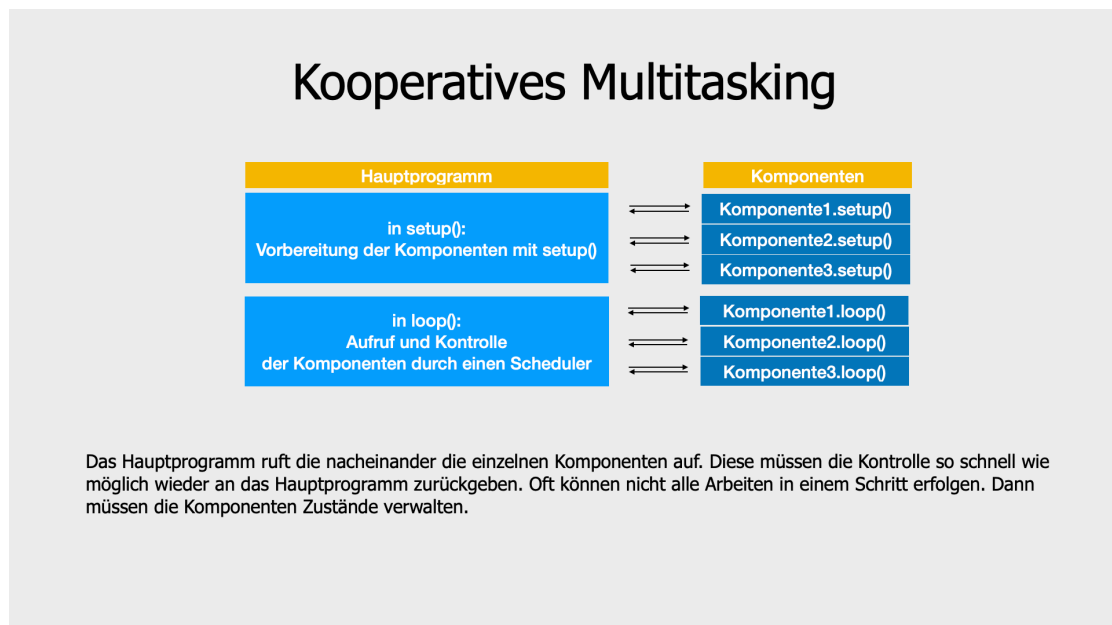 Kooperatives Multitasking
Hauptprogramm
Komponenten
in setup():
Vorbereitung der Komponenten mit setup()
Komponente1.setup()
Komponente2.setup()
Komponente3.setup()
in loop():
Aufruf und Kontrolle
der Komponenten durch einen Scheduler
Komponente1.loop()
Komponente2.loop()
Komponente3.loop()
Das Hauptprogramm ruft die nacheinander die einzelnen Komponenten auf. Diese müssen die Kontrolle so schnell wie
möglich wieder an das Hauptprogramm zurückgeben. Oft können nicht alle Arbeiten in einem Schritt erfolgen. Dann
müssen die Komponenten Zustände verwalten.